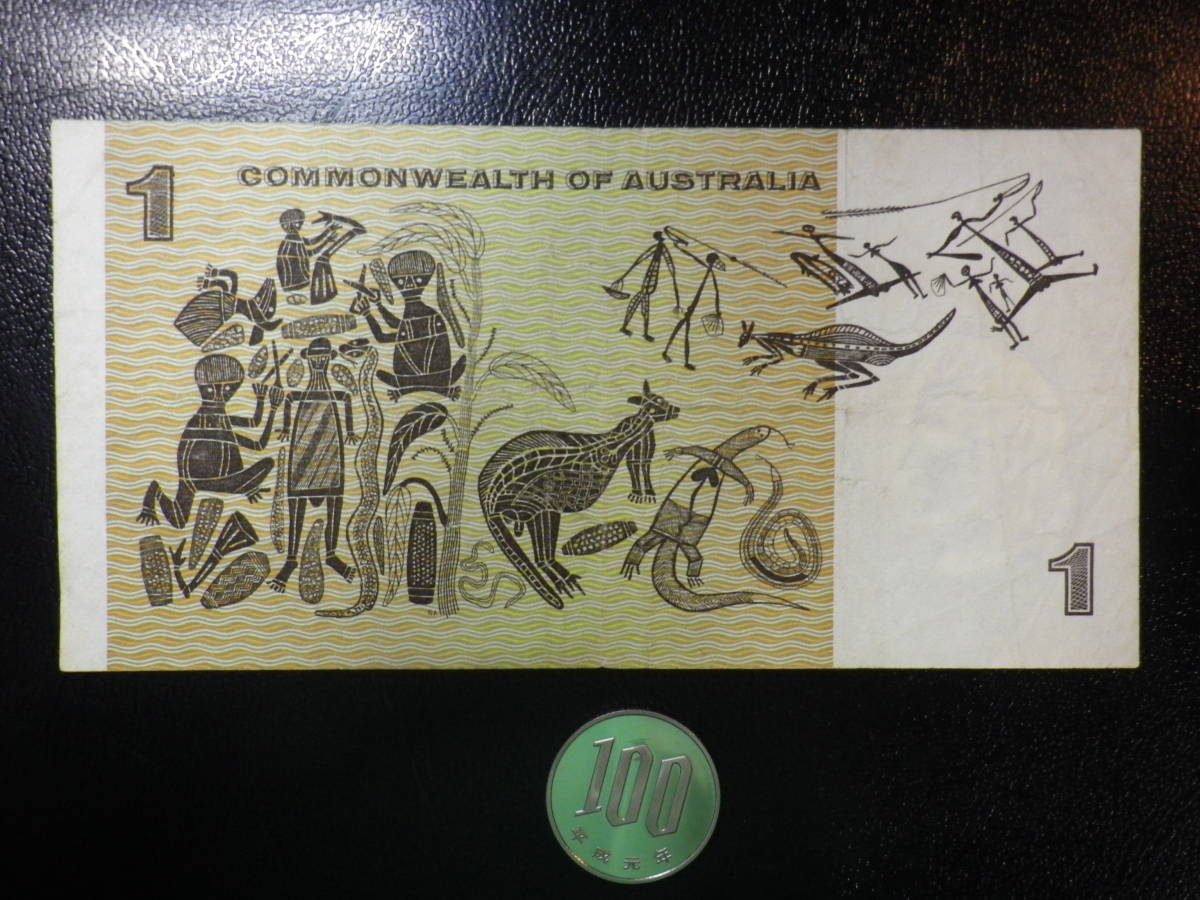 1
COMMONWEALTH OF AUSTRALIA
1
100
平成元年